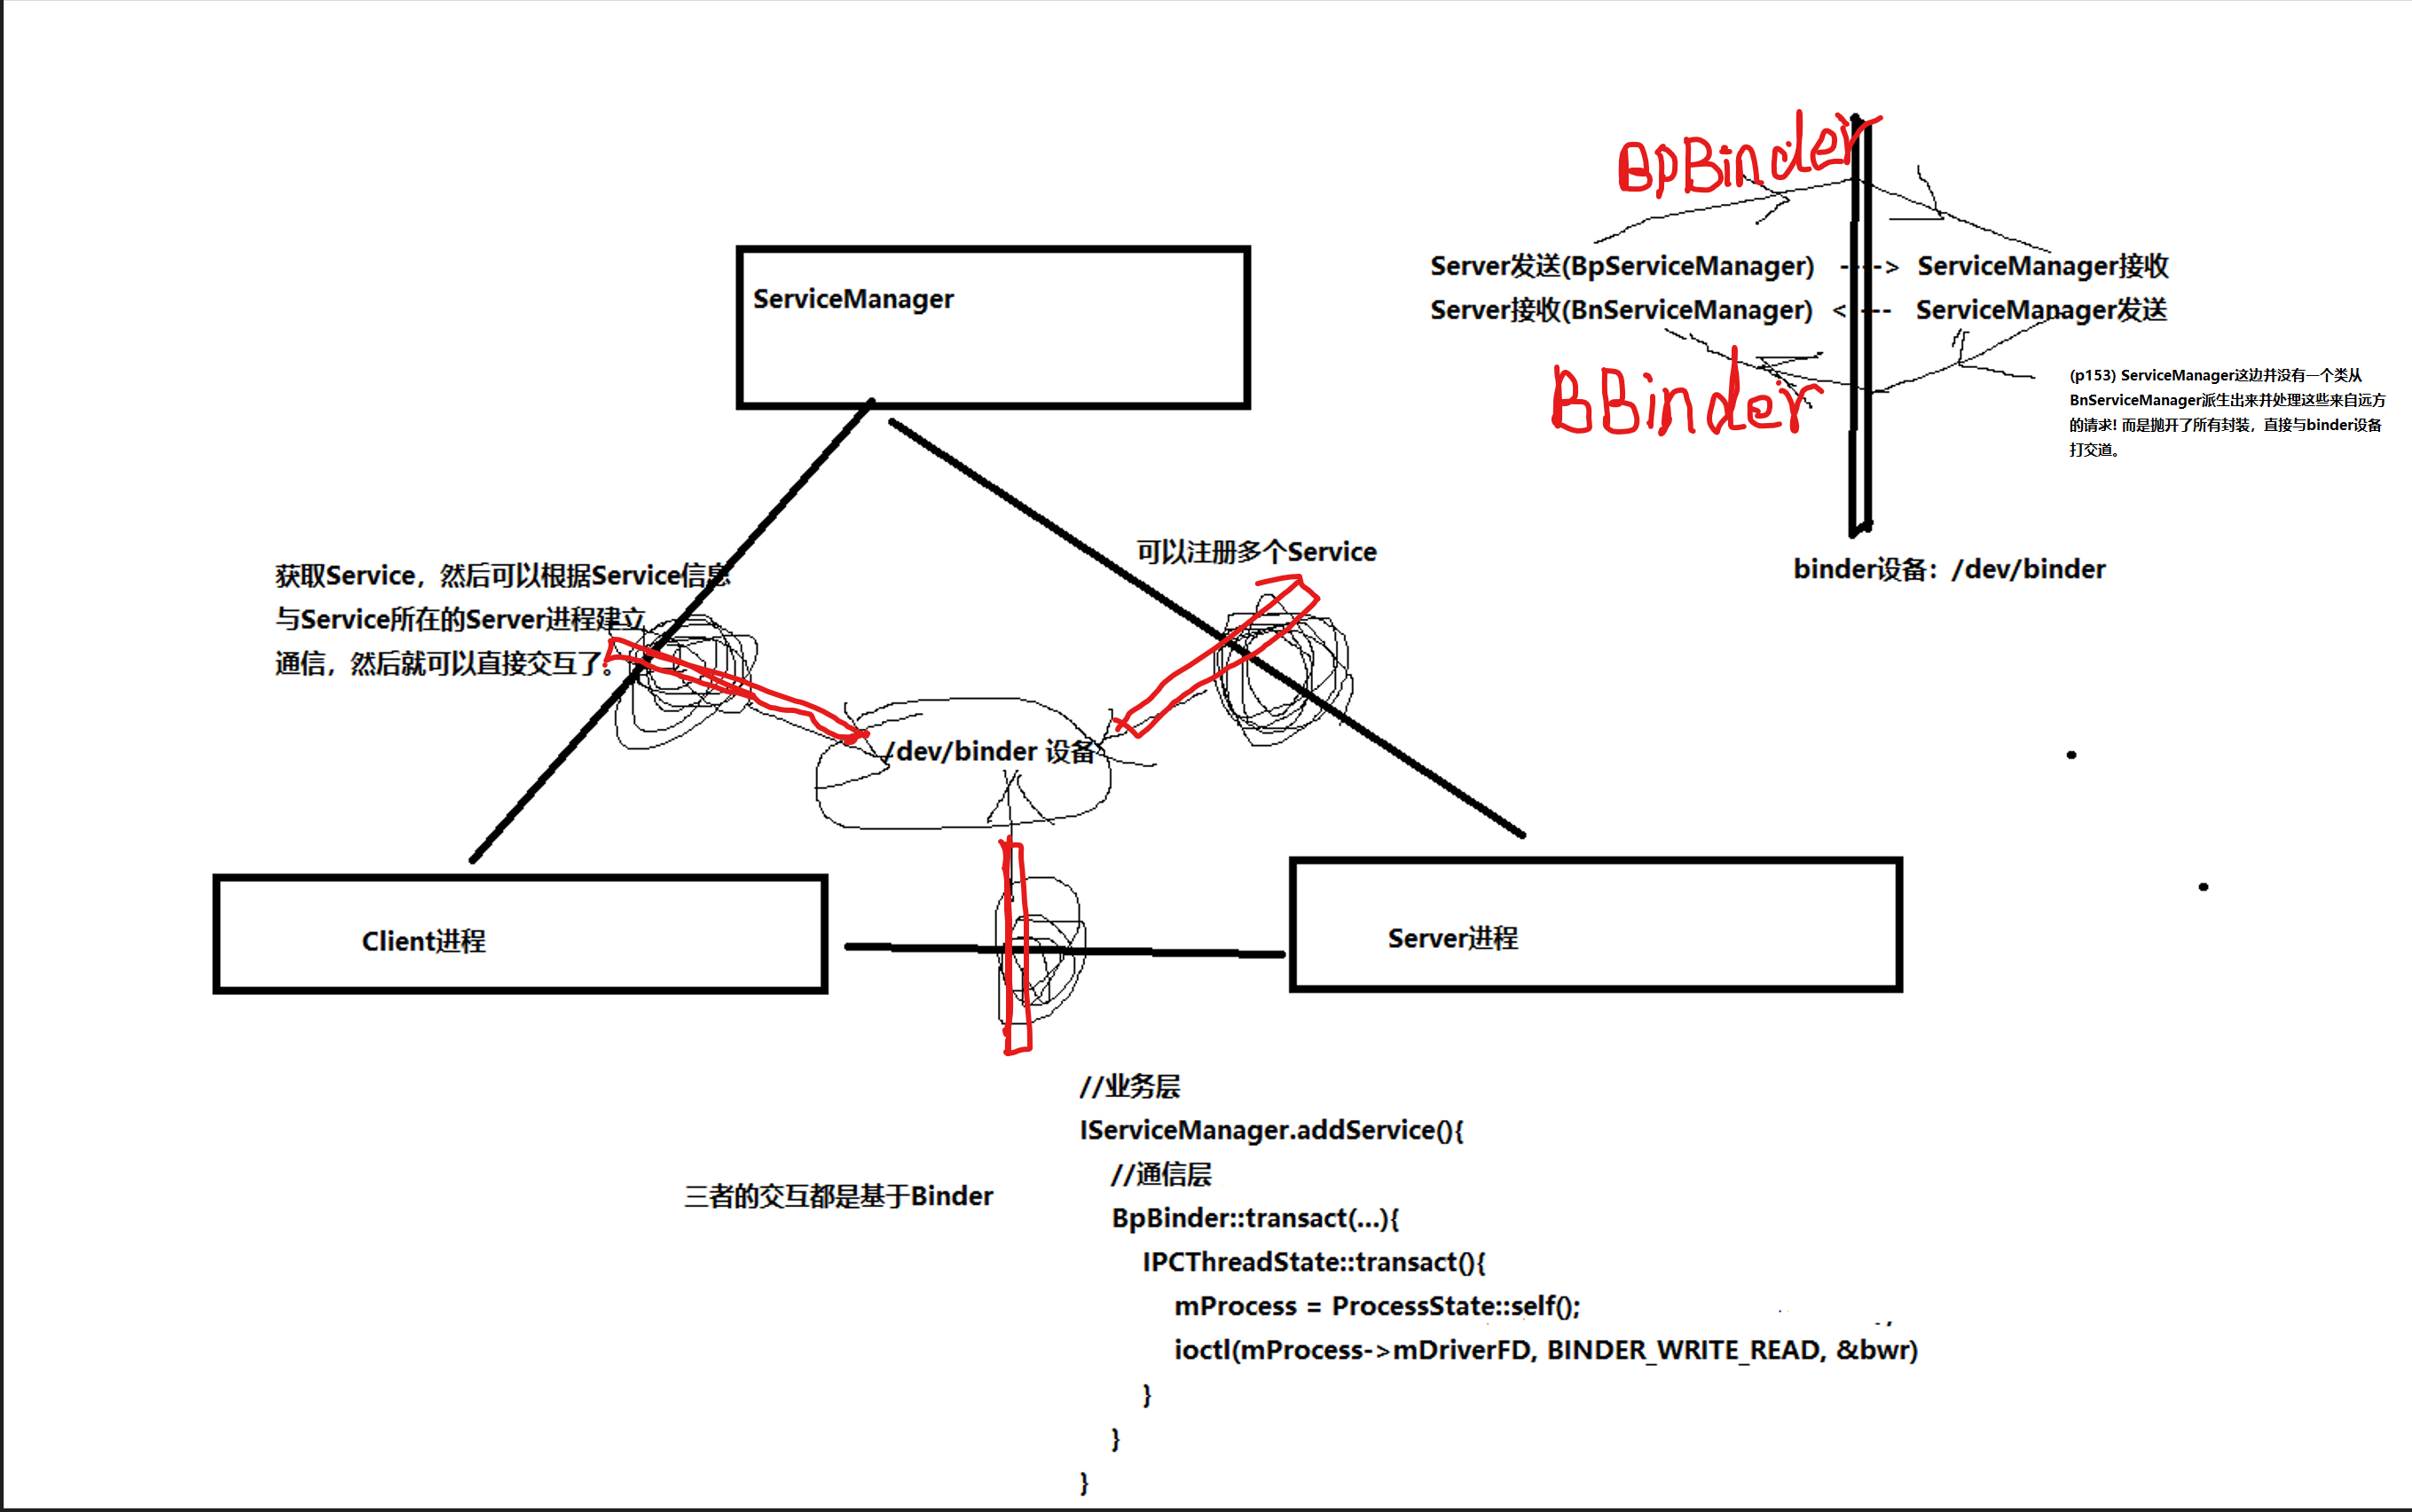 BpBinder
Server发送(BpServiceManager) ----> ServiceManager接收
Server接收(BnServiceManager) <--- ServiceManager发送
BBinder
(p153) ServiceManager这边并没有一个类从
BnServiceManager派生出来并处理这些来自远方
的请求! 而是抛开了所有封装，直接与binder设备
打交道。
binder设备：/dev/binder
ServiceManager
可以注册多个Service
获取Service，然后可以根据Service信息
与Service所在的Server进程建立
通信，然后就可以直接交互了。
/dev/binder 设备
Client进程
Server进程
三者的交互都是基于Binder
//业务层
IServiceManager.addService(){
//通信层
BpBinder::transact(...){
IPCThreadState::transact(){
mProcess = ProcessState::self();
ioctl(mProcess->mDriverFD, BINDER_WRITE_READ, &bwr)
}
}
}